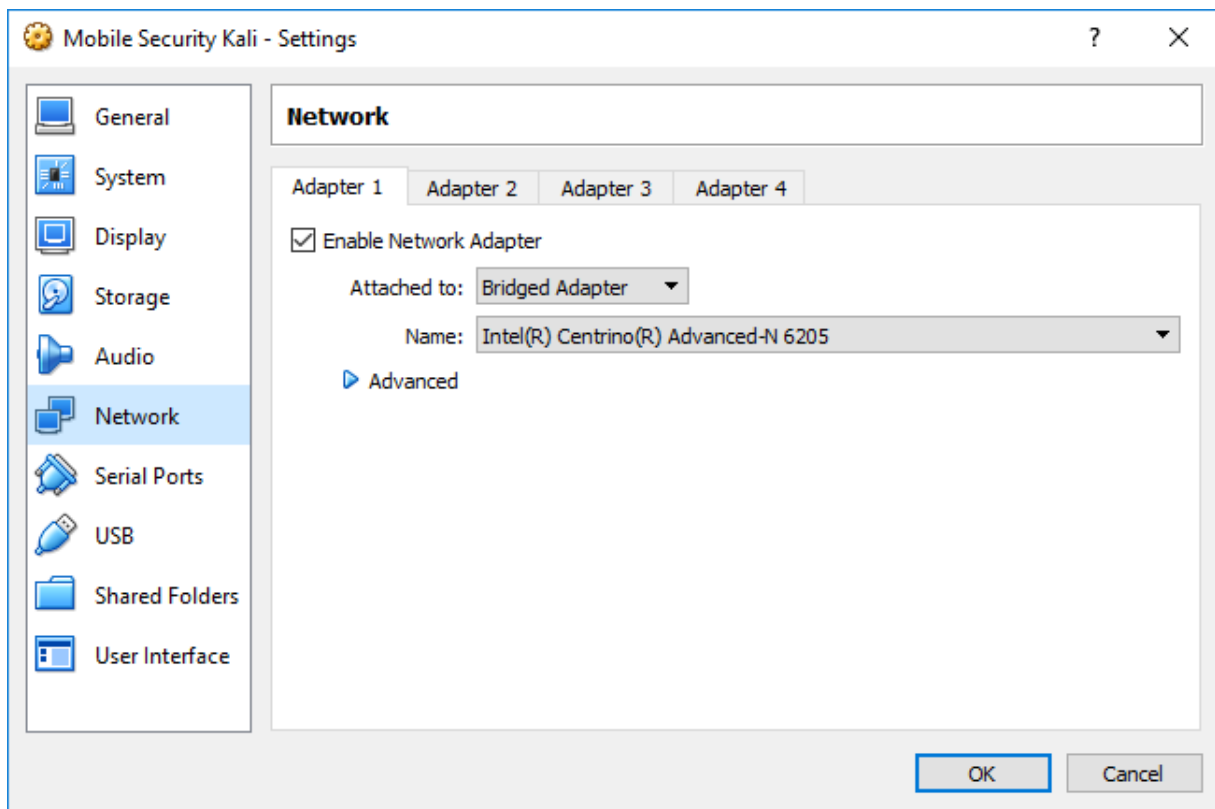 Mobile Security Kali - Settings
?
General
System
Display
Storage
Audio
Network
Serial Ports
USB
Shared Folders
User Interface
Network
Adapter 1 Adapter 2 Adapter 3 Adapter 4
Enable Network Adapter
Attached to: Bridged Adapter
Name: Intel(R) Centrino(R) Advanced-N 6205
Advanced
OK Cancel